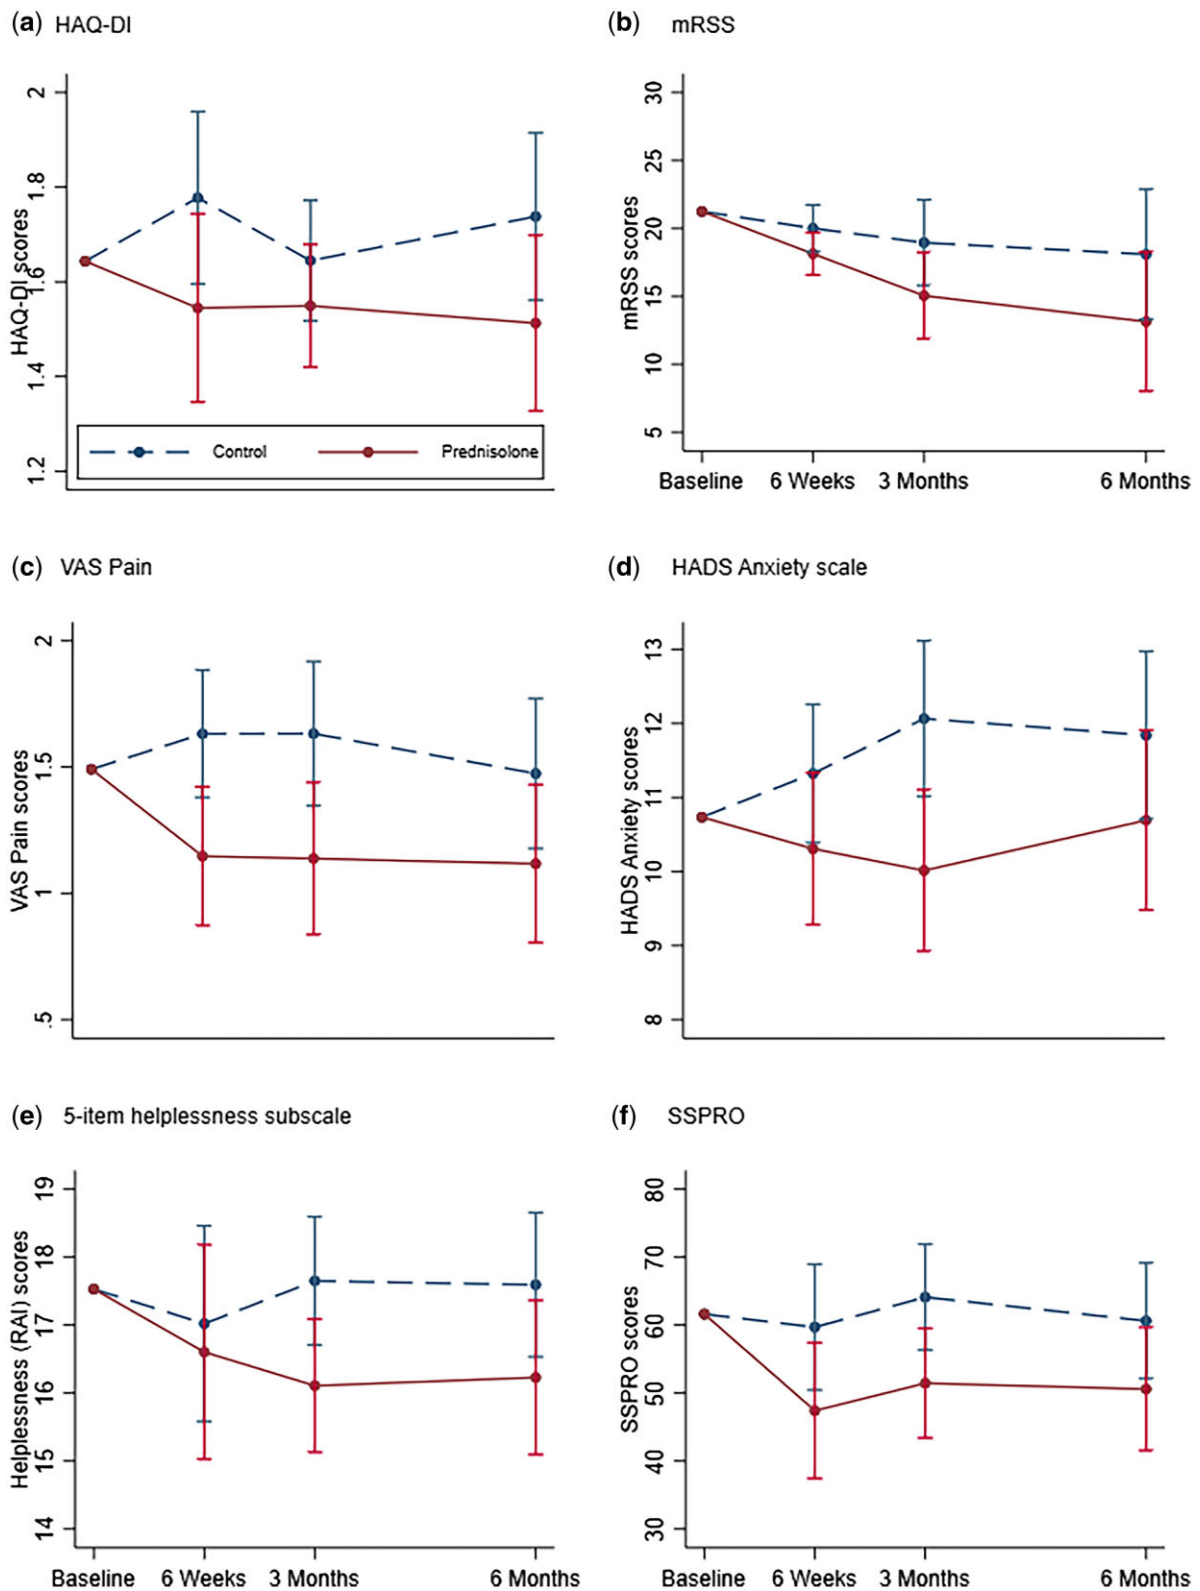 (a) HAQ-DI
HAQ-DI scores
2
1.8
1.6
1.4
1.2
Control Prednisolone
(b) mRSS
mRSS scores
30
25
20
15
10
5
Baseline 6 Weeks 3 Months 6 Months
(c) VAS Pain
VAS Pain scores
2
1.5
1
.5
(d) HADS Anxiety scale
HADS Anxiety scores
13
12
11
10
9
8
(e) 5-item helplessness subscale
Helplessness (RAI) scores
19
18
17
16
15
14
Baseline 6 Weeks 3 Months 6 Months
(f) SSPRO
SSPRO scores
80
70
60
50
40
30
Baseline 6 Weeks 3 Months 6 Months